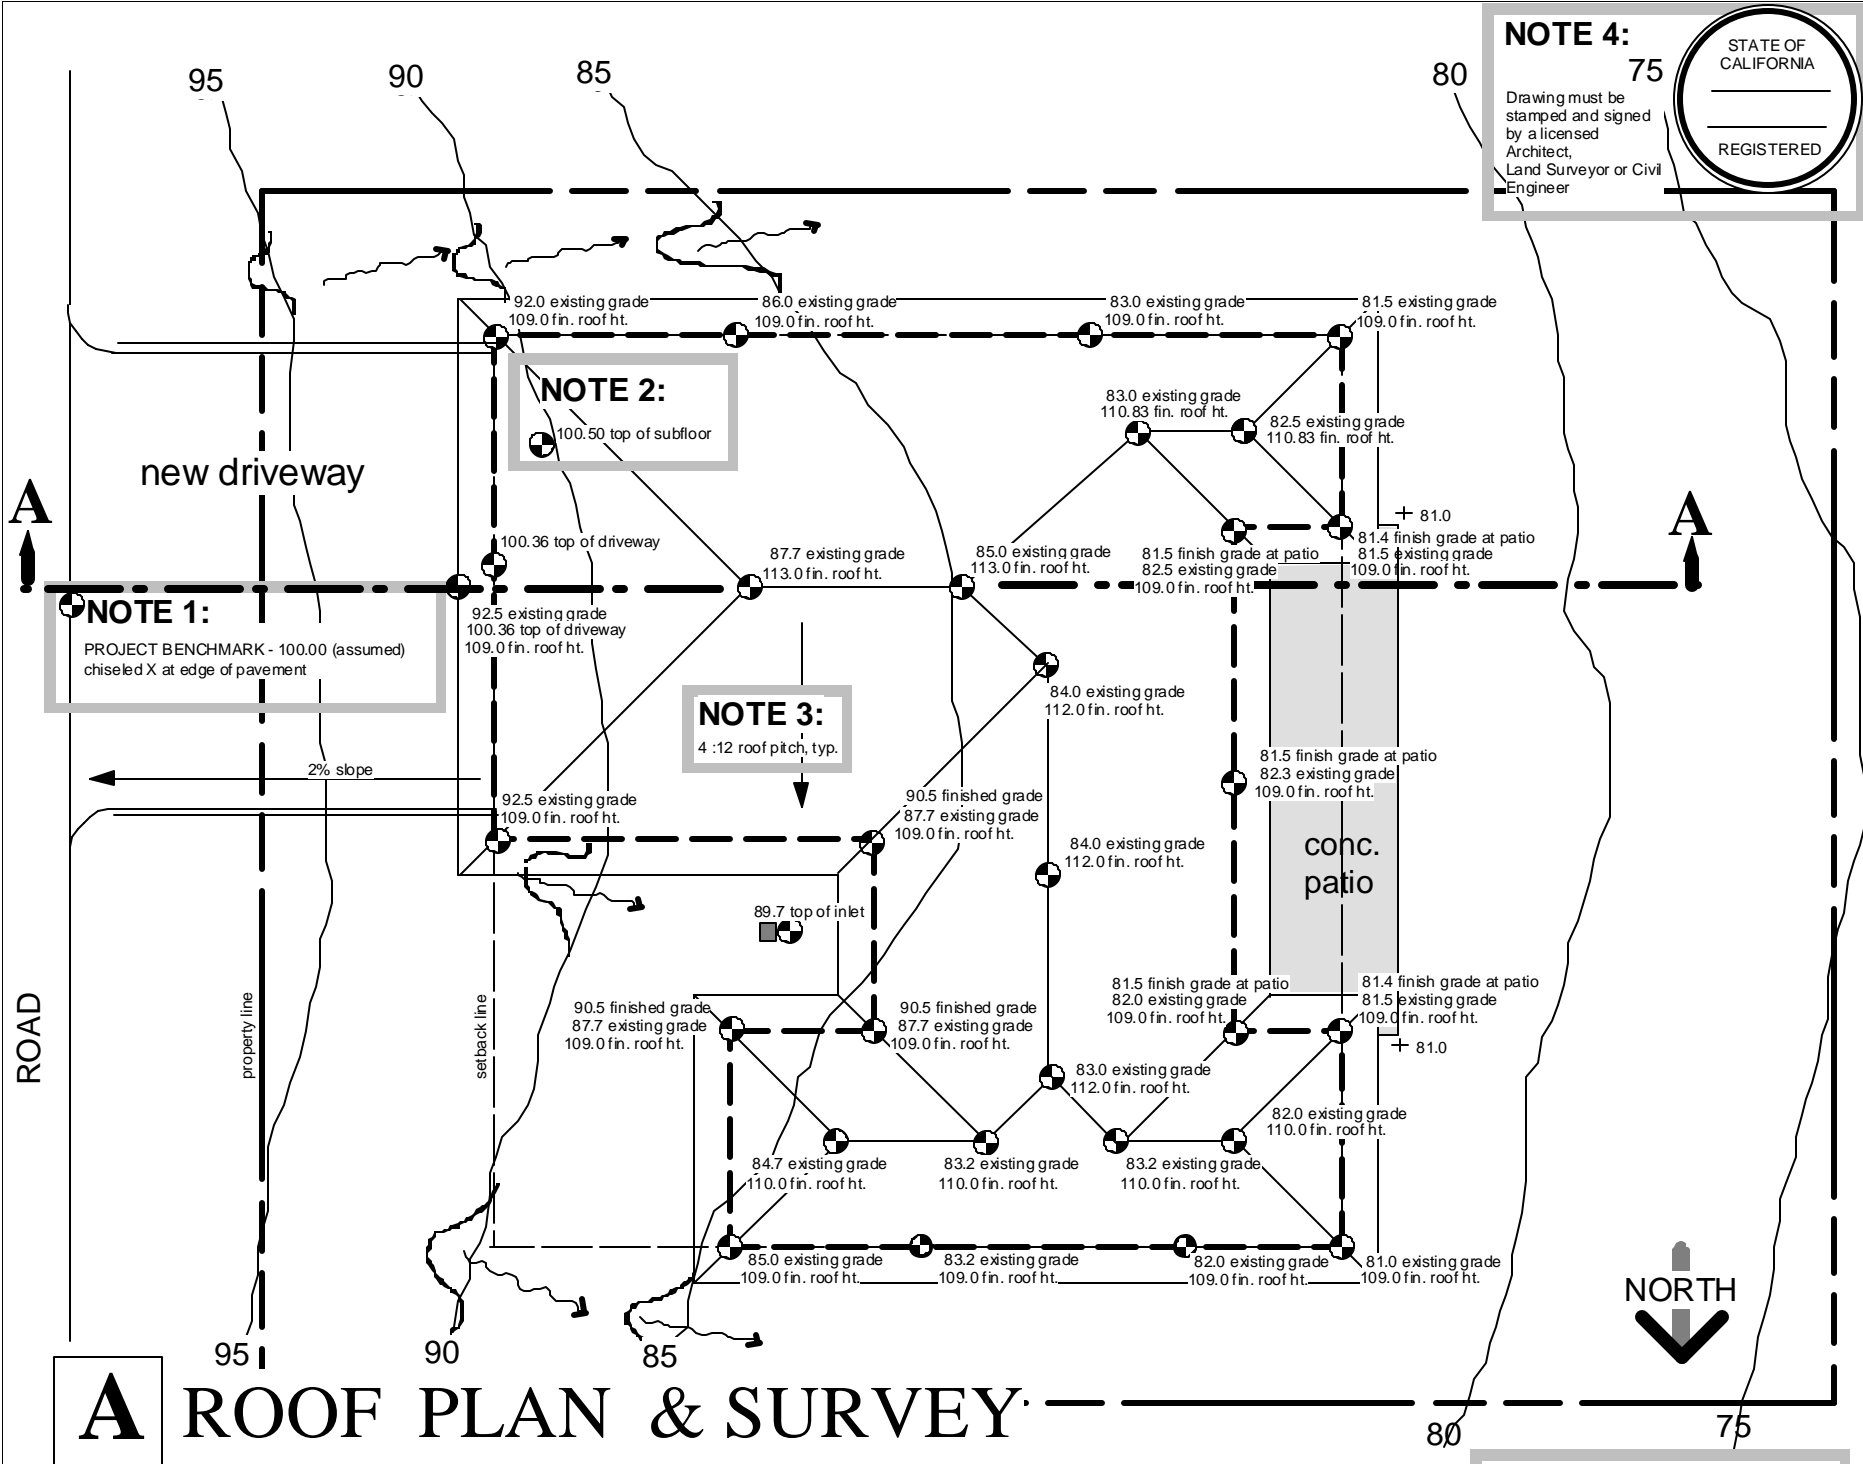 95
90
85
80
75
NOTE 4:
Drawing must be
stamped and signed
by a licensed
Architect,
Land Surveyor or Civil
Engineer
STATE OF
CALIFORNIA
REGISTERED
92.0 existing grade
109.0 fin. roof ht.
86.0 existing grade
109.0 fin. roof ht.
83.0 existing grade
109.0 fin. roof ht.
81.5 existing grade
109.0 fin. roof ht.
NOTE 2:
100.50 top of subfloor
83.0 existing grade
110.83 fin. roof ht.
82.5 existing grade
110.83 fin. roof ht.
new driveway
A
A
81.0
100.36 top of driveway
87.7 existing grade
113.0 fin. roof ht.
85.0 existing grade
113.0 fin. roof ht.
81.5 finish grade at patio
82.5 existing grade
109.0 fin. roof ht.
81.4 finish grade at patio
81.5 existing grade
109.0 fin. roof ht.
NOTE 1:
PROJECT BENCHMARK - 100.00 (assumed)
chiseled X at edge of pavement
92.5 existing grade
100.36 top of driveway
109.0 fin. roof ht.
84.0 existing grade
112.0 fin. roof ht.
NOTE 3:
4 :12 roof pitch, typ.
81.5 finish grade at patio
82.3 existing grade
109.0 fin. roof ht.
2% slope
92.5 existing grade
109.0 fin. roof ht.
90.5 finished grade
87.7 existing grade
109.0 fin. roof ht.
84.0 existing grade
112.0 fin. roof ht.
conc.
patio
89.7 top of inlet
81.5 finish grade at patio
82.0 existing grade
109.0 fin. roof ht.
81.4 finish grade at patio
81.5 existing grade
109.0 fin. roof ht.
81.0
ROAD
property line
setback line
90.5 finished grade
87.7 existing grade
109.0 fin. roof ht.
90.5 finished grade
87.7 existing grade
109.0 fin. roof ht.
83.0 existing grade
112.0 fin. roof ht.
82.0 existing grade
110.0 fin. roof ht.
84.7 existing grade
110.0 fin. roof ht.
83.2 existing grade
110.0 fin. roof ht.
83.2 existing grade
110.0 fin. roof ht.
85.0 existing grade
109.0 fin. roof ht.
83.2 existing grade
109.0 fin. roof ht.
82.0 existing grade
109.0 fin. roof ht.
81.0 existing grade
109.0 fin. roof ht.
NORTH
95
90
85
80
75
A ROOF PLAN & SURVEY